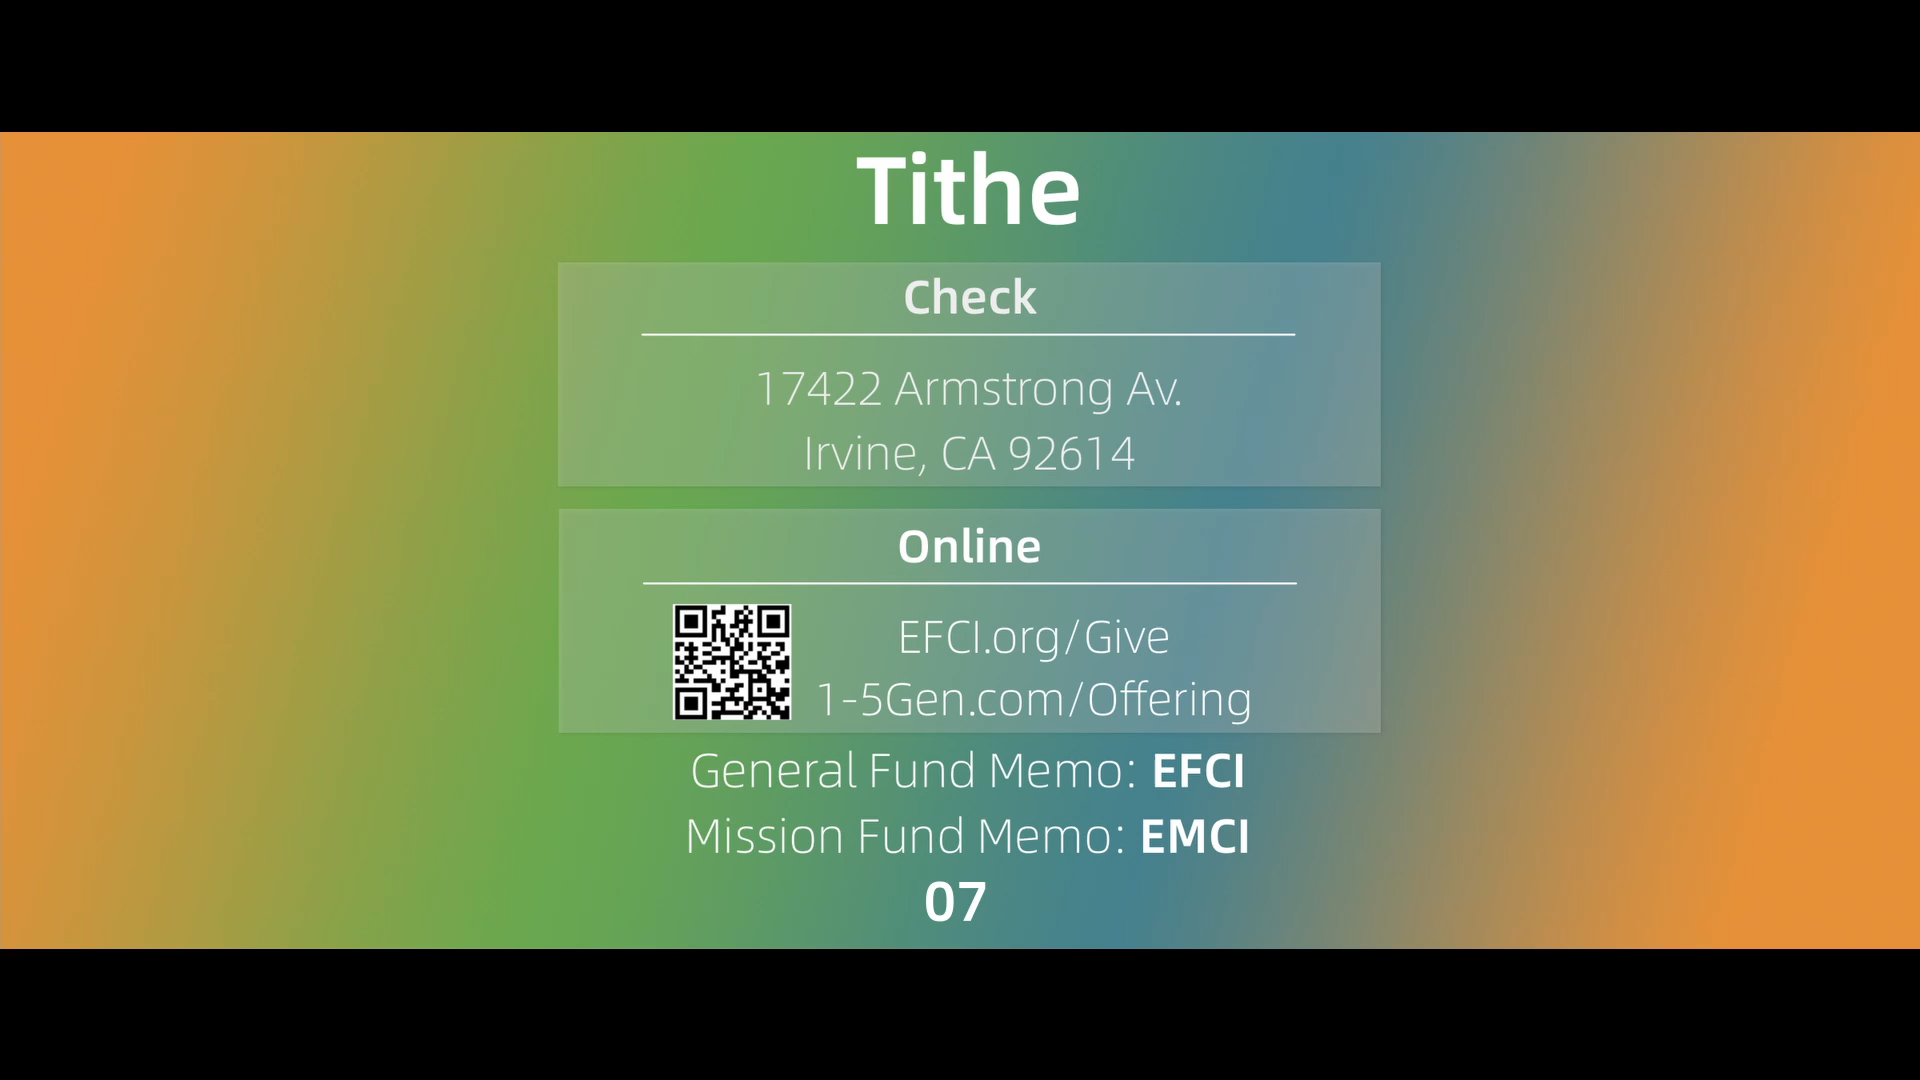 Tithe
Check
17422 Armstrong Av.
Irvine, CA 92614
Online
EFCI.org/Give
1-5Gen.com/Offering
General Fund Memo: EFCI
Mission Fund Memo: EMCI
07